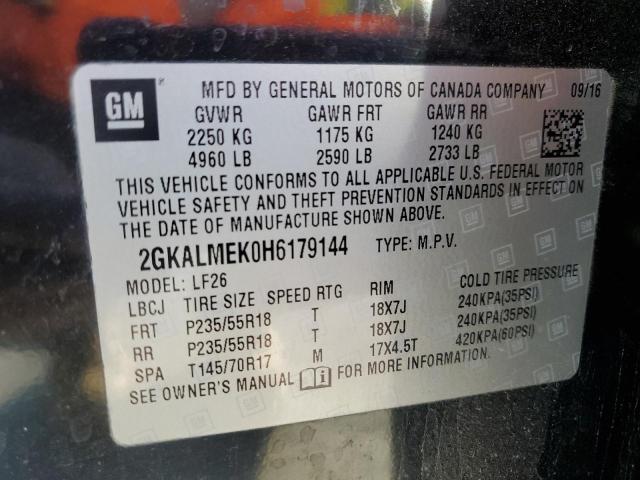 GM
MFD BY GENERAL MOTORS OF CANADA COMPANY 09/16
GVWR GAWR FRT GAWR RR
2250 KG 1175 KG 1240 KG
4960 LB 2590 LB 2733 LB
THIS VEHICLE CONFORMS TO ALL APPLICABLE U.S. FEDERAL MOTOR
VEHICLE SAFETY AND THEFT PREVENTION STANDARDS IN EFFECT ON
THE DATE OF MANUFACTURE SHOWN ABOVE.
2GKALMEK0H6179144 TYPE: M.P.V.
MODEL: LF26
LBCJ TIRE SIZE SPEED RTG RIM COLD TIRE PRESSURE
FRT P235/55R18 T 18X7J 240KPA(35PSI)
RR P235/55R18 T 18X7J 240KPA(35PSI)
SPA T145/70R17 M 17X4.5T 420KPA(60PSI)
SEE OWNER'S MANUAL FOR MORE INFORMATION.